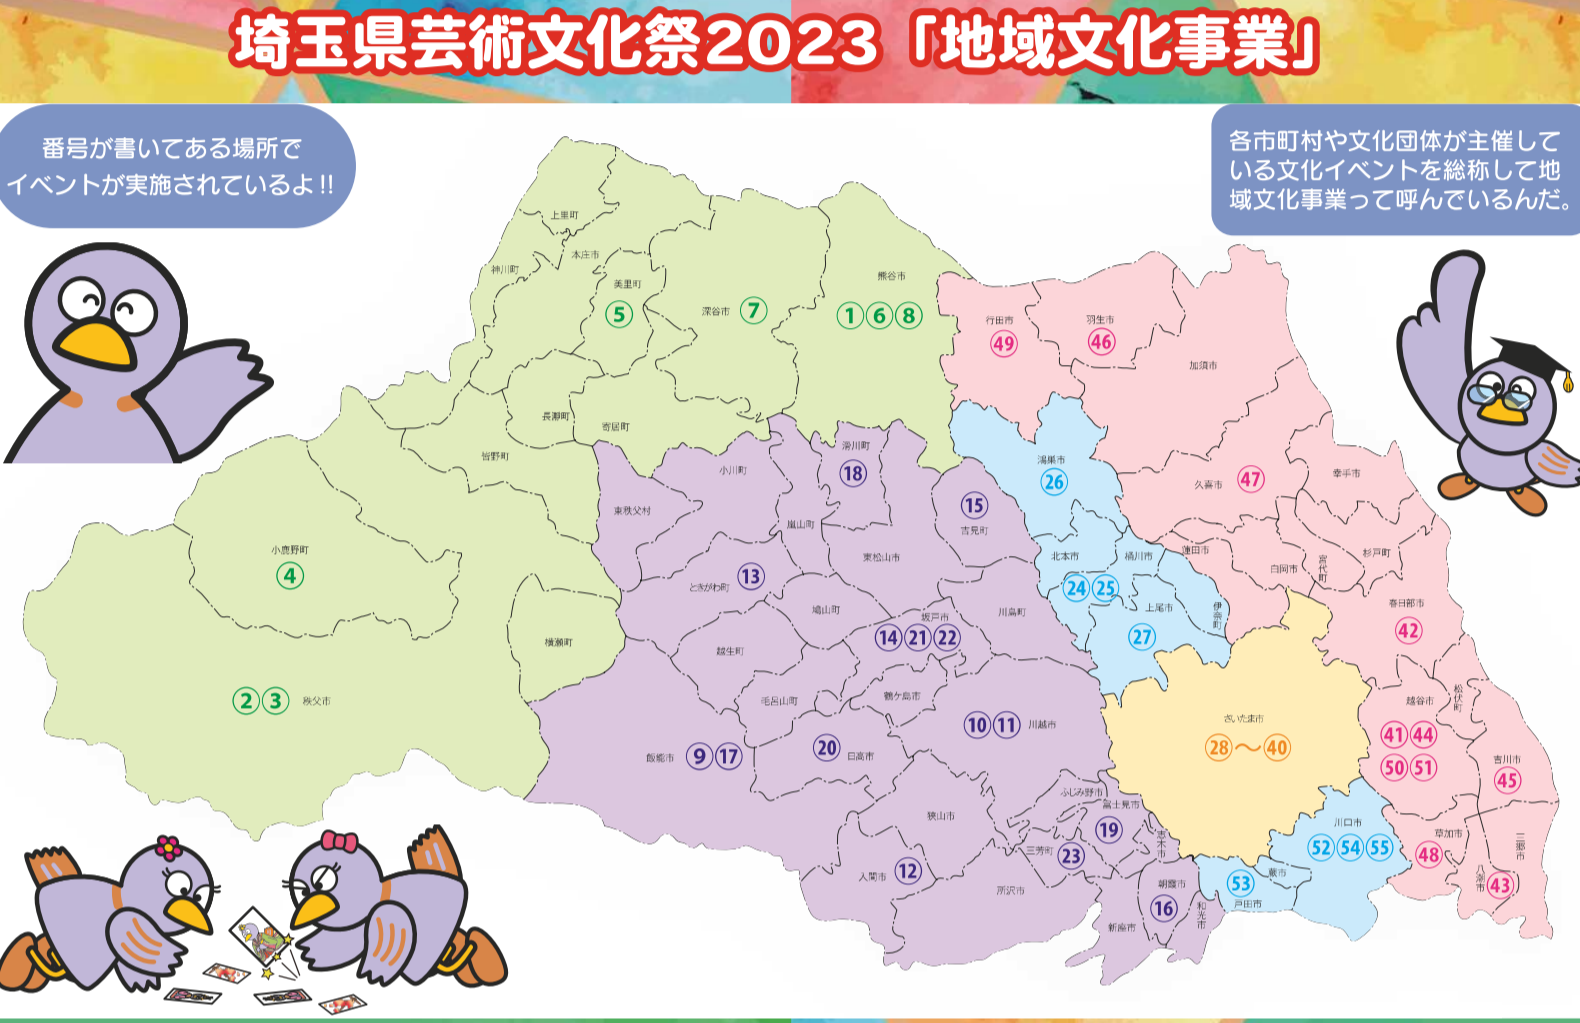 埼玉県芸術文化祭2023「地域文化事業」
番号が書いてある場所で
イベントが実施されているよ!!
各市町村や文化団体が主催して
いる文化イベントを総称して地
域文化事業って呼んでいるんだ。
上里町
神川町
本庄市
美里町
⑤
深谷市 ⑦
熊谷市
①⑥⑧
行田市
㊾
羽生市
㊻
加須市
長瀞町
寄居町
皆野町
小川町
滑川町
⑱
鴻巣市
㉖
久喜市 ㊼
幸手市
東秩父村
嵐山町
⑮
吉見町
小鹿野町
④
ときがわ町 ⑬
東松山市
北本市
桶川市
㉔㉕
蓮田市
白岡市
宮代町
杉戸町
鳩山町
坂戸市
⑭㉑㉒
川島町
上尾市
㉗
伊奈町
春日部市
㊷
横瀬町
越生町
②③ 秩父市
毛呂山町
鶴ケ島市
⑩⑪ 川越市
さいたま市
㉘～㊵
越谷市
㊶㊹
㊿51
松伏町
吉川市
㊺
飯能市 ⑨⑰
⑳ 日高市
狭山市
ふじみ野市
富士見市
⑲
志木市
三芳町 ㉓
川口市
52 54 55
草加市
㊽
三郷市
八潮市 ㊸
入間市 ⑫
所沢市
朝霞市
⑯
和光市
新座市
53
戸田市
蕨市